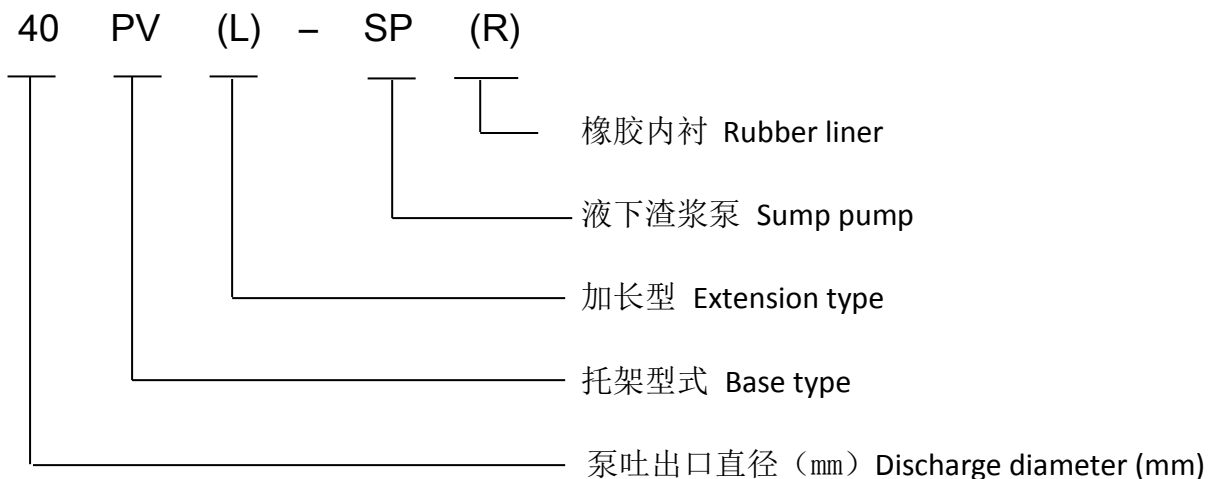 40 PV (L) – SP (R)
橡胶内衬 Rubber liner
液下渣浆泵 Sump pump
加长型 Extension type
托架型式 Base type
泵吐出口直径（mm）Discharge diameter (mm)